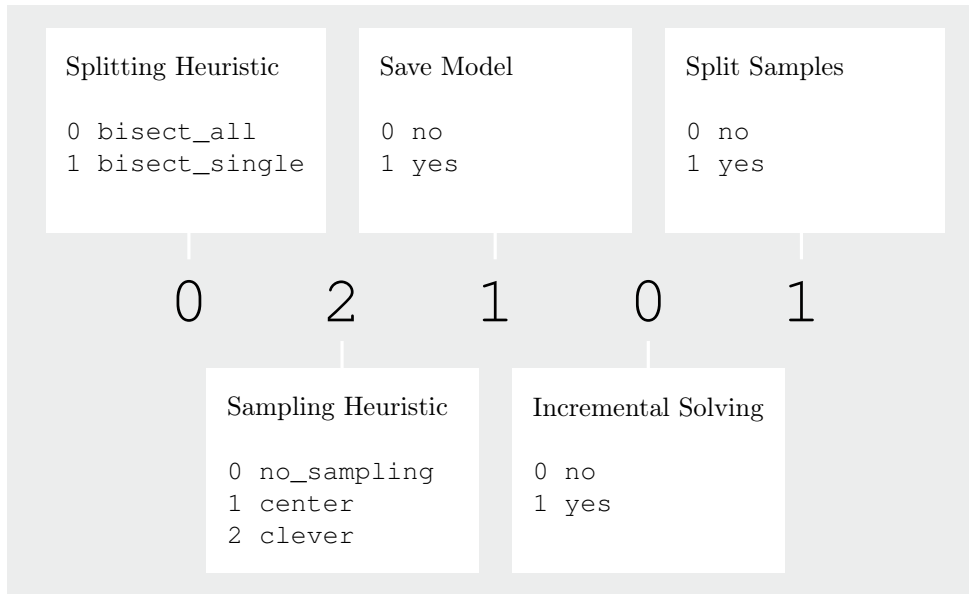 Splitting Heuristic
0 bisect_all
1 bisect_single
Save Model
0 no
1 yes
Split Samples
0 no
1 yes
0 2 1 0 1
Sampling Heuristic
0 no_sampling
1 center
2 clever
Incremental Solving
0 no
1 yes